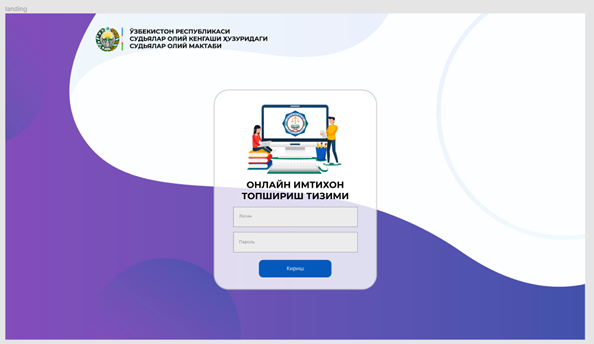 landing
ЎЗБЕКИСТОН РЕСПУБЛИКАСИ
СУДЬЯЛАР ОЛИЙ КЕНГАШИ ҲУЗУРИДАГИ
СУДЬЯЛАР ОЛИЙ МАКТАБИ
ОНЛАЙН ИМТИХОН
ТОПШИРИШ ТИЗИМИ
Логин
Пароль
Кириш